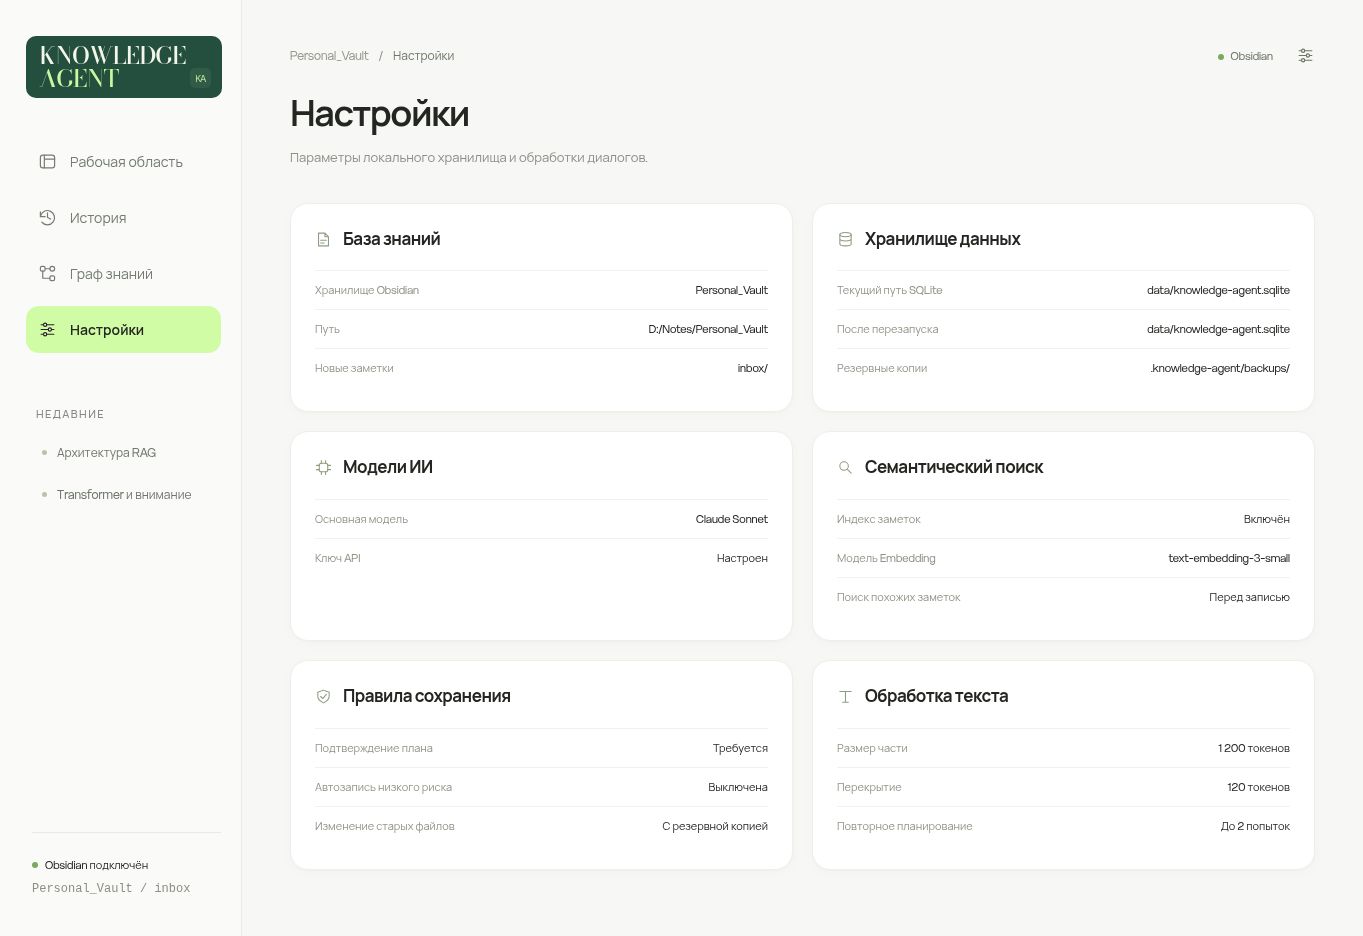 KNOWLEDGE
AGENT
KA
Рабочая область
История
Граф знаний
Настройки
НЕДАВНИЕ
Архитектура RAG
Transformer и внимание
Obsidian подключён
Personal_Vault / inbox
Personal_Vault / Настройки
Obsidian
Настройки
Параметры локального хранилища и обработки диалогов.
База знаний
Хранилище Obsidian Personal_Vault
Путь D:/Notes/Personal_Vault
Новые заметки inbox/
Хранилище данных
Текущий путь SQLite data/knowledge-agent.sqlite
После перезапуска data/knowledge-agent.sqlite
Резервные копии .knowledge-agent/backups/
Модели ИИ
Основная модель Claude Sonnet
Ключ API Настроен
Семантический поиск
Индекс заметок Включён
Модель Embedding text-embedding-3-small
Поиск похожих заметок Перед записью
Правила сохранения
Подтверждение плана Требуется
Автозапись низкого риска Выключена
Изменение старых файлов С резервной копией
Обработка текста
Размер части 1 200 токенов
Перекрытие 120 токенов
Повторное планирование До 2 попыток